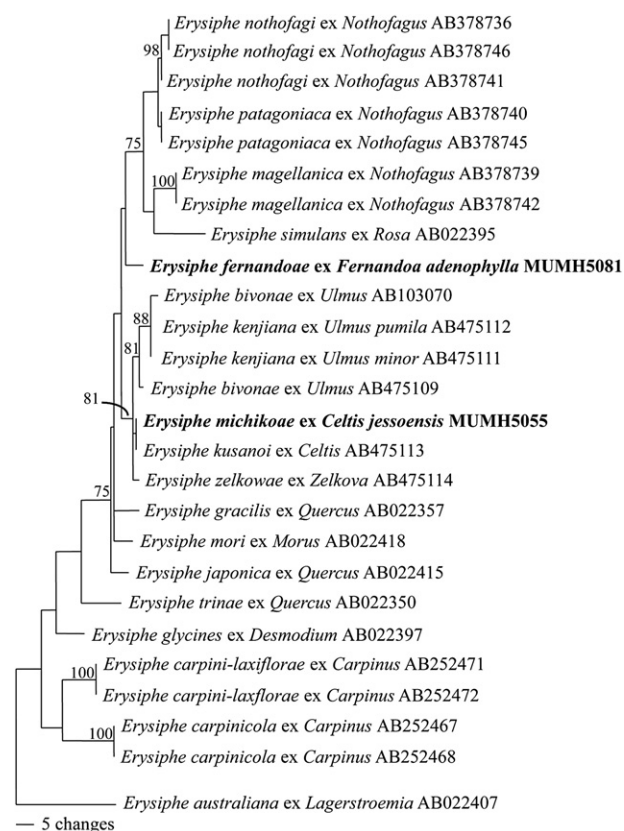 Erysiphe nothofagi ex Nothofagus AB378736
98
Erysiphe nothofagi ex Nothofagus AB378746
Erysiphe nothofagi ex Nothofagus AB378741
Erysiphe patagoniaca ex Nothofagus AB378740
75
Erysiphe patagoniaca ex Nothofagus AB378745
Erysiphe magellanica ex Nothofagus AB378739
100
Erysiphe magellanica ex Nothofagus AB378742
Erysiphe simulans ex Rosa AB022395
Erysiphe fernandoae ex Fernandoa adenophylla MUMH5081
Erysiphe bivonae ex Ulmus AB103070
88
Erysiphe kenjiana ex Ulmus pumila AB475112
81
Erysiphe kenjiana ex Ulmus minor AB475111
Erysiphe bivonae ex Ulmus AB475109
81
Erysiphe michikoae ex Celtis jessoensis MUMH5055
Erysiphe kusanoi ex Celtis AB475113
Erysiphe zelkowae ex Zelkova AB475114
75
Erysiphe gracilis ex Quercus AB022357
Erysiphe mori ex Morus AB022418
Erysiphe japonica ex Quercus AB022415
Erysiphe trinae ex Quercus AB022350
Erysiphe glycines ex Desmodium AB022397
Erysiphe carpini-laxiflorae ex Carpinus AB252471
100
Erysiphe carpini-laxflorae ex Carpinus AB252472
Erysiphe carpinicola ex Carpinus AB252467
100
Erysiphe carpinicola ex Carpinus AB252468
Erysiphe australiana ex Lagerstroemia AB022407
5 changes